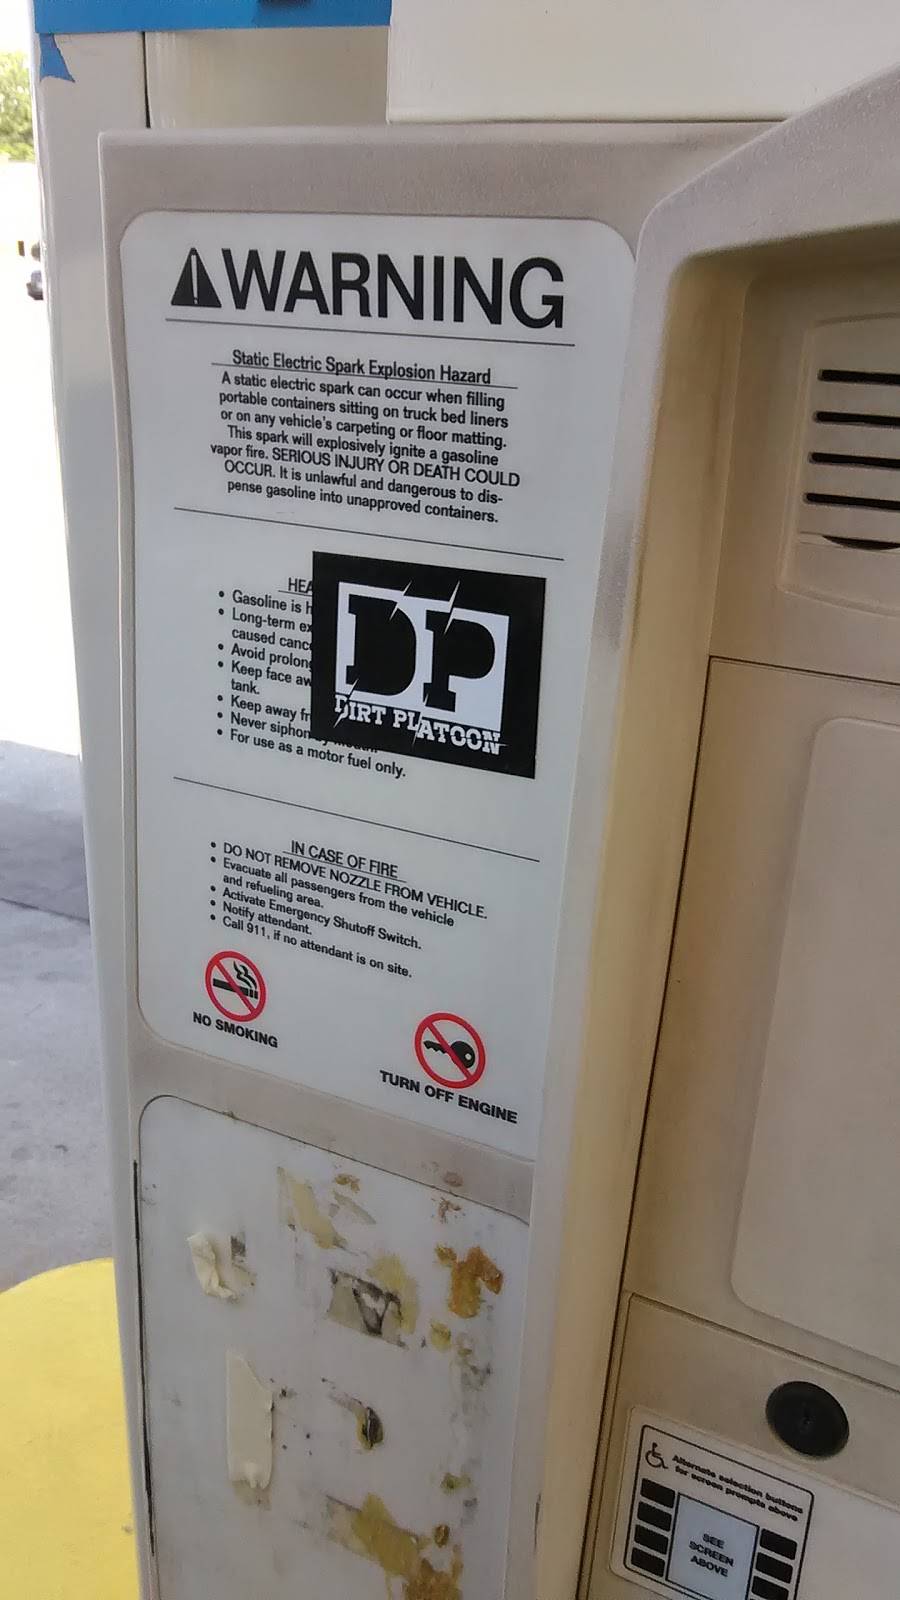 WARNING
Static Electric Spark Explosion Hazard
A static electric spark can occur when filling
portable containers sitting on truck bed liners
or on any vehicle's carpeting or floor matting.
This spark will explosively ignite a gasoline
vapor fire. SERIOUS INJURY OR DEATH COULD
OCCUR. It is unlawful and dangerous to dis-
pense gasoline into unapproved containers.
HEA
• Gasoline is h
• Long-term ex
caused canc
• Avoid prolong
• Keep face aw
tank.
• Keep away fr
• Never siphon by mouth.
• For use as a motor fuel only.
DP
DIRT PLATOON
IN CASE OF FIRE
• DO NOT REMOVE NOZZLE FROM VEHICLE.
• Evacuate all passengers from the vehicle
and refueling area.
• Activate Emergency Shutoff Switch.
• Notify attendant.
• Call 911, if no attendant is on site.
NO SMOKING
TURN OFF ENGINE
Alternate selection buttons
for screen prompts above
SEE
SCREEN
ABOVE